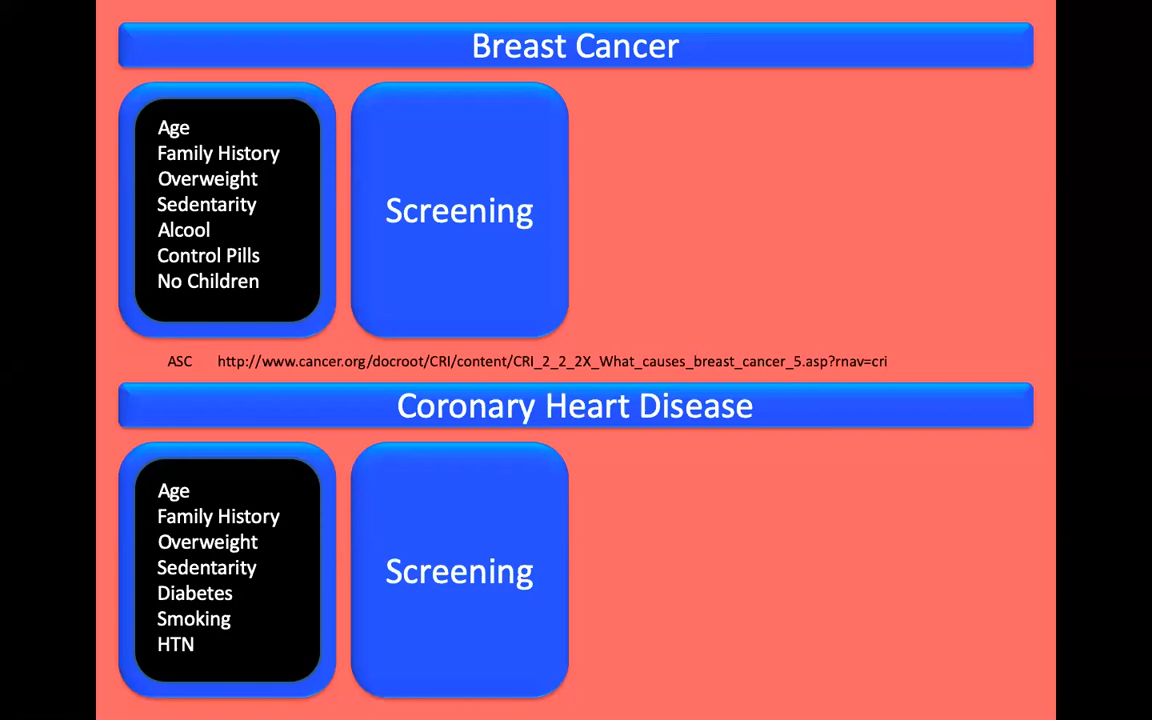 Breast Cancer
Age
Family History
Overweight
Sedentarity
Alcool
Control Pills
No Children
Screening
ASC http://www.cancer.org/docroot/CRI/content/CRI_2_2_2X_What_causes_breast_cancer_5.asp?rnav=cri
Coronary Heart Disease
Age
Family History
Overweight
Sedentarity
Diabetes
Smoking
HTN
Screening